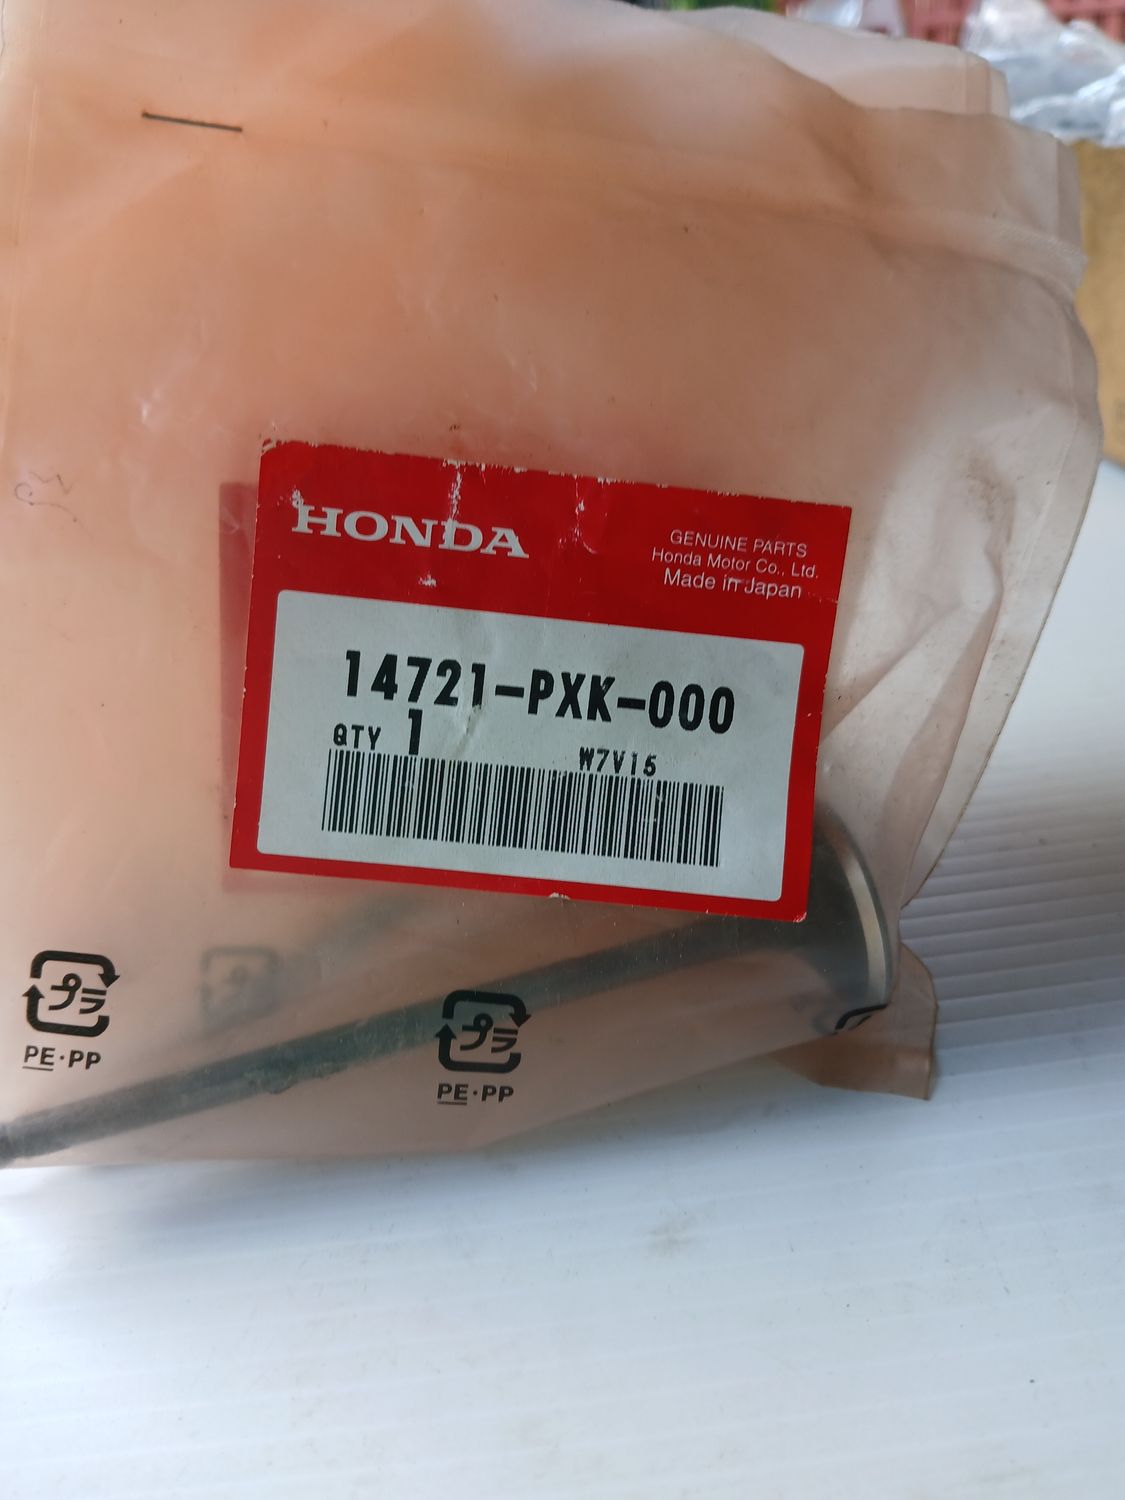 HONDA
GENUINE PARTS
Honda Motor Co., Ltd.
Made in Japan
14721-PXK-000
QTY 1
W7V15
プラ
PE・PP
プラ
PE・PP